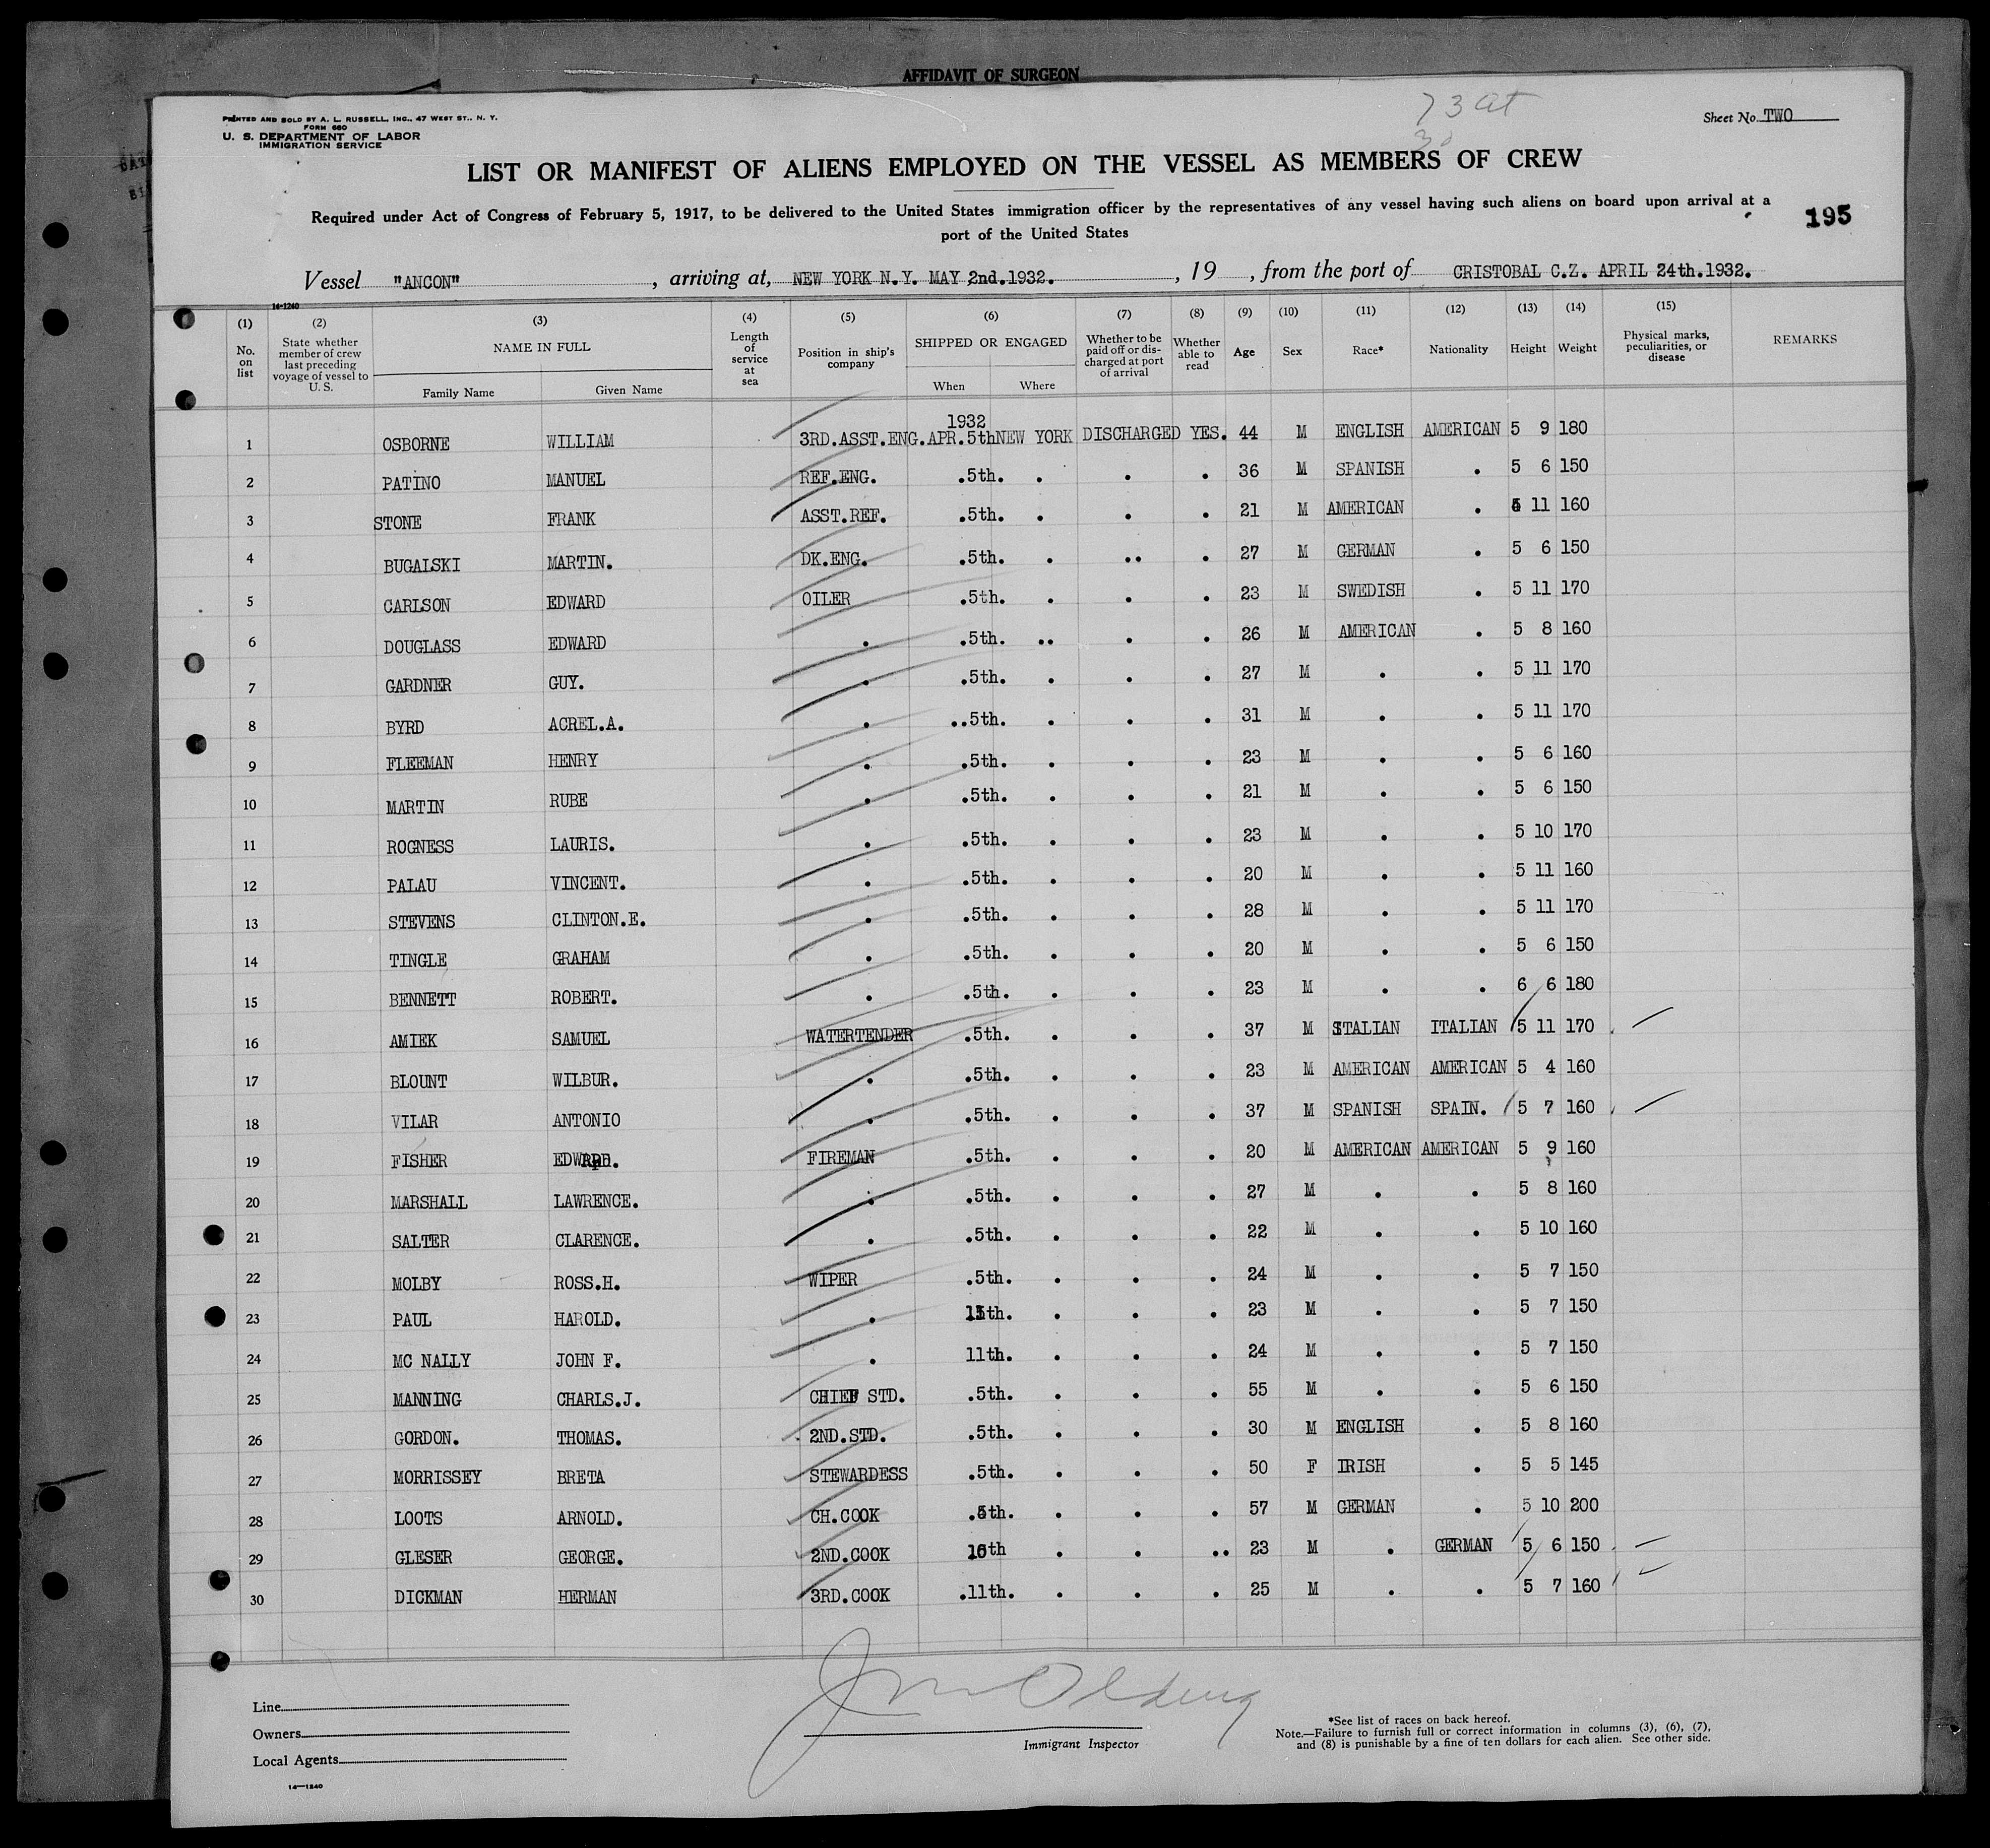 AFFIDAVIT OF SURGEON
PRINTED AND SOLD BY A. L. RUSSELL, INC., 47 WEST ST., N. Y.
FORM 680
U. S. DEPARTMENT OF LABOR
IMMIGRATION SERVICE
Sheet No. TWO
LIST OR MANIFEST OF ALIENS EMPLOYED ON THE VESSEL AS MEMBERS OF CREW
Required under Act of Congress of February 5, 1917, to be delivered to the United States immigration officer by the representatives of any vessel having such aliens on board upon arrival at a
port of the United States
195
Vessel "ANCON", arriving at, NEW YORK N.Y. MAY 2nd.1932., 19 , from the port of CRISTOBAL C.Z. APRIL 24th.1932.
14-1240
(1) (2) (3) (4) (5) (6) (7) (8) (9) (10) (11) (12) (13) (14) (15)
No. on list | State whether member of crew last preceding voyage of vessel to U. S. | NAME IN FULL | Length of service at sea | Position in ship's company | SHIPPED OR ENGAGED | Whether to be paid off or discharged at port of arrival | Whether able to read | Age | Sex | Race* | Nationality | Height | Weight | Physical marks, peculiarities, or disease | REMARKS
Family Name Given Name When Where
1932
1 OSBORNE WILLIAM 3RD.ASST.ENG. APR.5th NEW YORK DISCHARGED YES. 44 M ENGLISH AMERICAN 5 9 180
2 PATINO MANUEL REF.ENG. .5th. . . . 36 M SPANISH . 5 6 150
3 STONE FRANK ASST.REF. .5th. . . . 21 M AMERICAN . 11 160
4 BUGALSKI MARTIN. DK.ENG. .5th. . .. . 27 M GERMAN . 5 6 150
5 CARLSON EDWARD OILER .5th. . . . 23 M SWEDISH . 5 11 170
6 DOUGLASS EDWARD . .5th. .. . . 26 M AMERICAN . 5 8 160
7 GARDNER GUY. . .5th. . . . 27 M . . 5 11 170
8 BYRD ACREL.A. . ..5th. . . . 31 M . . 5 11 170
9 FLEEMAN HENRY . .5th. . . . 23 M . . 5 6 160
10 MARTIN RUBE . .5th. . . . 21 M . . 5 6 150
11 ROGNESS LAURIS. . .5th. . . . 23 M . . 5 10 170
12 PALAU VINCENT. . .5th. . . . 20 M . . 5 11 160
13 STEVENS CLINTON.E. . .5th. . . . 28 M . . 5 11 170
14 TINGLE GRAHAM . .5th. . . . 20 M . . 5 6 150
15 BENNETT ROBERT. . .5th. . . . 23 M . . 6 6 180
16 AMIEK SAMUEL WATERTENDER .5th. . . . 37 M ITALIAN ITALIAN 5 11 170
17 BLOUNT WILBUR. . .5th. . . . 23 M AMERICAN AMERICAN 5 4 160
18 VILAR ANTONIO . .5th. . . . 37 M SPANISH SPAIN. 5 7 160
19 FISHER FIREMAN .5th. . . . 20 M AMERICAN AMERICAN 5 9 160
20 MARSHALL LAWRENCE. . .5th. . . . 27 M . . 5 8 160
21 SALTER CLARENCE. . .5th. . . . 22 M . . 5 10 160
22 MOLBY ROSS.H. WIPER .5th. . . . 24 M . . 5 7 150
23 PAUL HAROLD. . 11th. . . . 23 M . . 5 7 150
24 MC NALLY JOHN F. . 11th. . . . 24 M . . 5 7 150
25 MANNING CHARLS.J. CHIEF STD. .5th. . . . 55 M . . 5 6 150
26 GORDON. THOMAS. 2ND.STD. .5th. . . . 30 M ENGLISH . 5 8 160
27 MORRISSEY BRETA STEWARDESS .5th. . . . 50 F IRISH . 5 5 145
28 LOOTS ARNOLD. CH.COOK . . . 57 M GERMAN . 5 10 200
29 GLESER GEORGE. 2ND.COOK . . .. 23 M . GERMAN 5 6 150
30 DICKMAN HERMAN 3RD.COOK .11th. . . . 25 M . . 5 7 160
Line
Owners
Local Agents
14—1240
Immigrant Inspector
*See list of races on back hereof.
Note.—Failure to furnish full or correct information in columns (3), (6), (7),
and (8) is punishable by a fine of ten dollars for each alien. See other side.